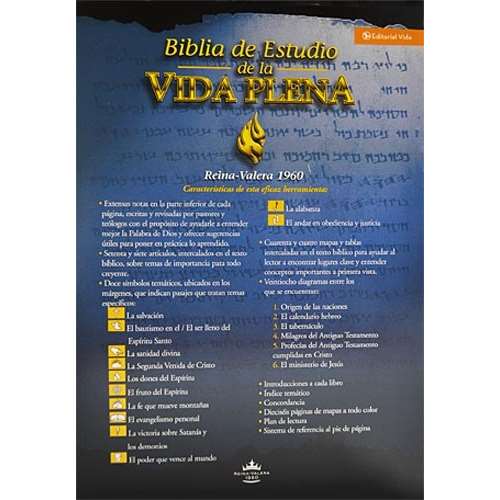 Editorial Vida
Biblia de Estudio
de la
VIDA PLENA
Reina-Valera 1960
Características de esta eficaz herramienta:
• Extensas notas en la parte inferior de cada
página, escritas y revisadas por pastores y
teólogos con el propósito de ayudarle a entender
mejor la Palabra de Dios y ofrecer sugerencias
útiles para poner en práctica lo aprendido.
• Setenta y siete artículos, intercalados en el texto
bíblico, sobre temas de importancia para todo
creyente.
• Doce símbolos temáticos, ubicados en los
márgenes, que indican pasajes que tratan temas
específicos:
La salvación
El bautismo en el / El ser lleno del
Espíritu Santo
La sanidad divina
La Segunda Venida de Cristo
Los dones del Espíritu
El fruto del Espíritu
La fe que mueve montañas
El evangelismo personal
La victoria sobre Satanás y
los demonios
El poder que vence al mundo
La alabanza
El andar en obediencia y justicia
• Cuarenta y cuatro mapas y tablas
intercaladas en el texto bíblico para ayudar al
lector a encontrar lugares clave y entender
conceptos importantes a primera vista.
• Veintiocho diagramas entre los
que se encuentran:
1. Origen de las naciones
2. El calendario hebreo
3. El tabernáculo
4. Milagros del Antiguo Testamento
5. Profecías del Antiguo Testamento
cumplidas en Cristo
6. El ministerio de Jesús
• Introducciones a cada libro
• Índice temático
• Concordancia
• Dieciséis páginas de mapas a todo color
• Plan de lectura
• Sistema de referencia al pie de página
REINA-VALERA
1960